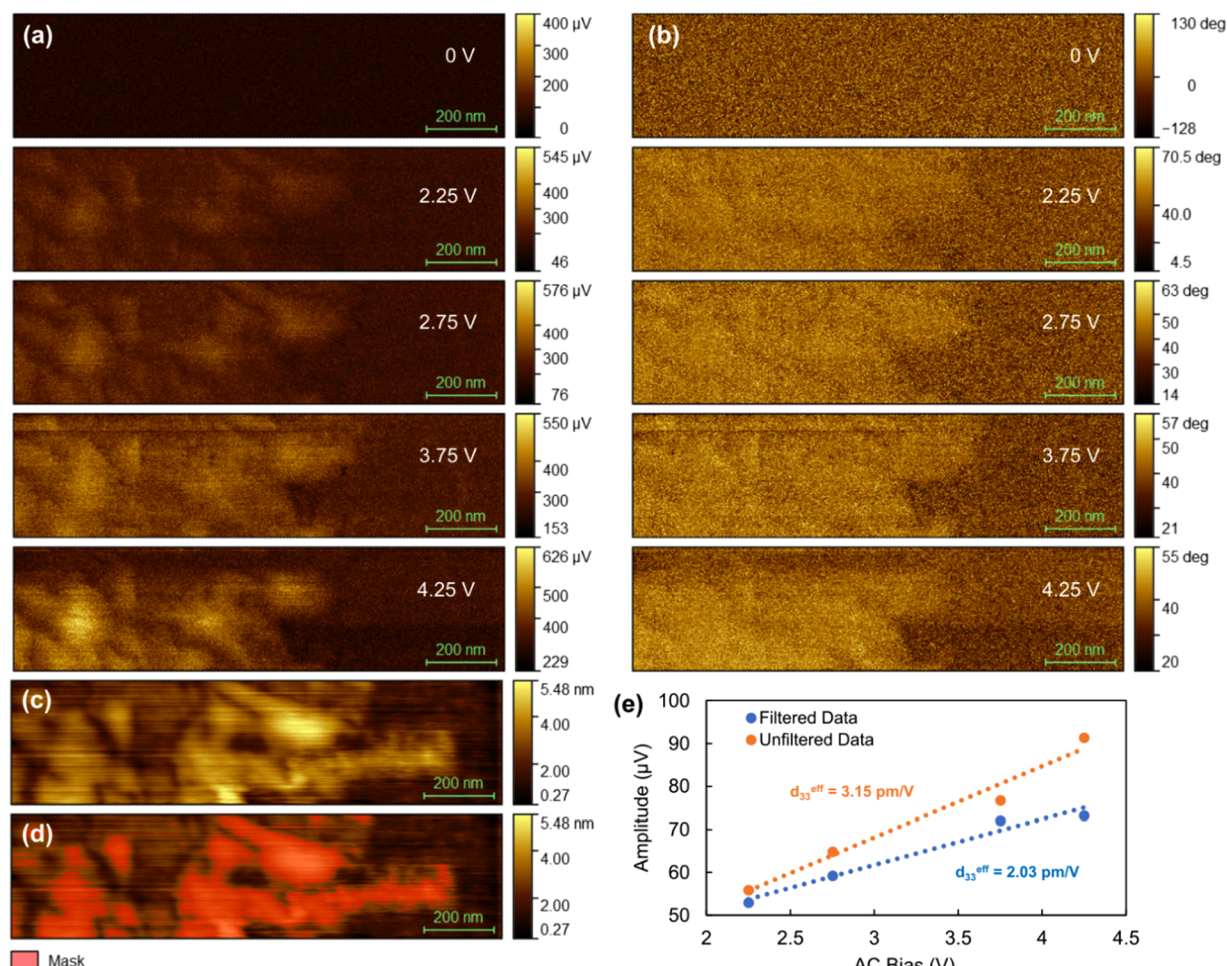 (a)
0 V
200 nm
400 µV
300
200
0
(b)
0 V
200 nm
130 deg
0
−128
2.25 V
200 nm
545 µV
400
300
46
2.25 V
200 nm
70.5 deg
40.0
4.5
2.75 V
200 nm
576 µV
400
300
76
2.75 V
200 nm
63 deg
50
40
30
14
3.75 V
200 nm
550 µV
400
300
153
3.75 V
200 nm
57 deg
50
40
21
4.25 V
200 nm
626 µV
500
400
229
4.25 V
200 nm
55 deg
40
20
(c)
200 nm
5.48 nm
4.00
2.00
0.27
(d)
200 nm
5.48 nm
4.00
2.00
0.27
Mask
(e)
100
90
80
70
60
50
Amplitude (µV)
Filtered Data
Unfiltered Data
d33eff = 3.15 pm/V
d33eff = 2.03 pm/V
2
2.5
3
3.5
4
4.5
AC Bias (V)